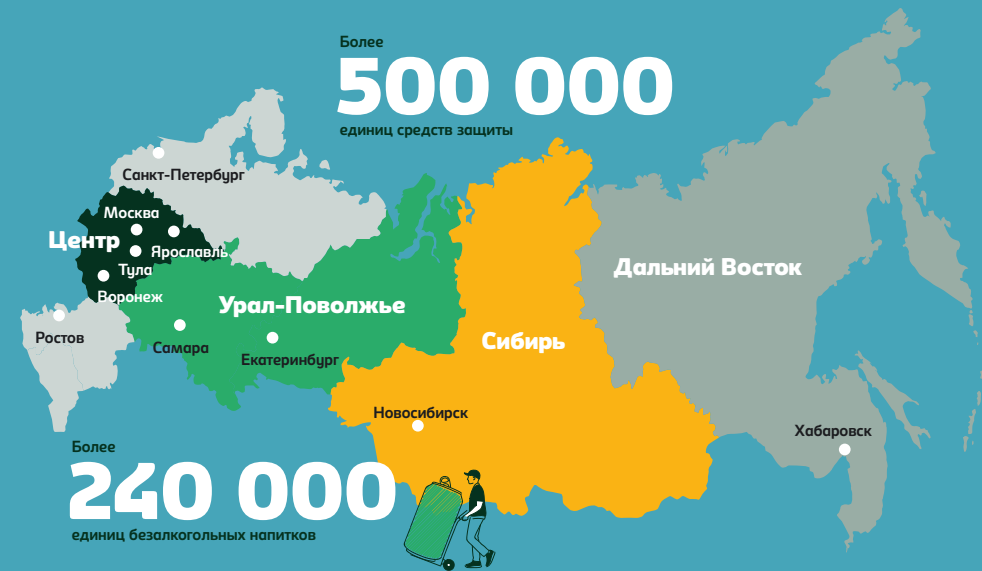 Более
500 000
единиц средств защиты
Санкт-Петербург
Москва
Центр
Ярославль
Тула
Воронеж
Ростов
Урал-Поволжье
Самара
Екатеринбург
Сибирь
Новосибирск
Дальний Восток
Хабаровск
Более
240 000
единиц безалкогольных напитков